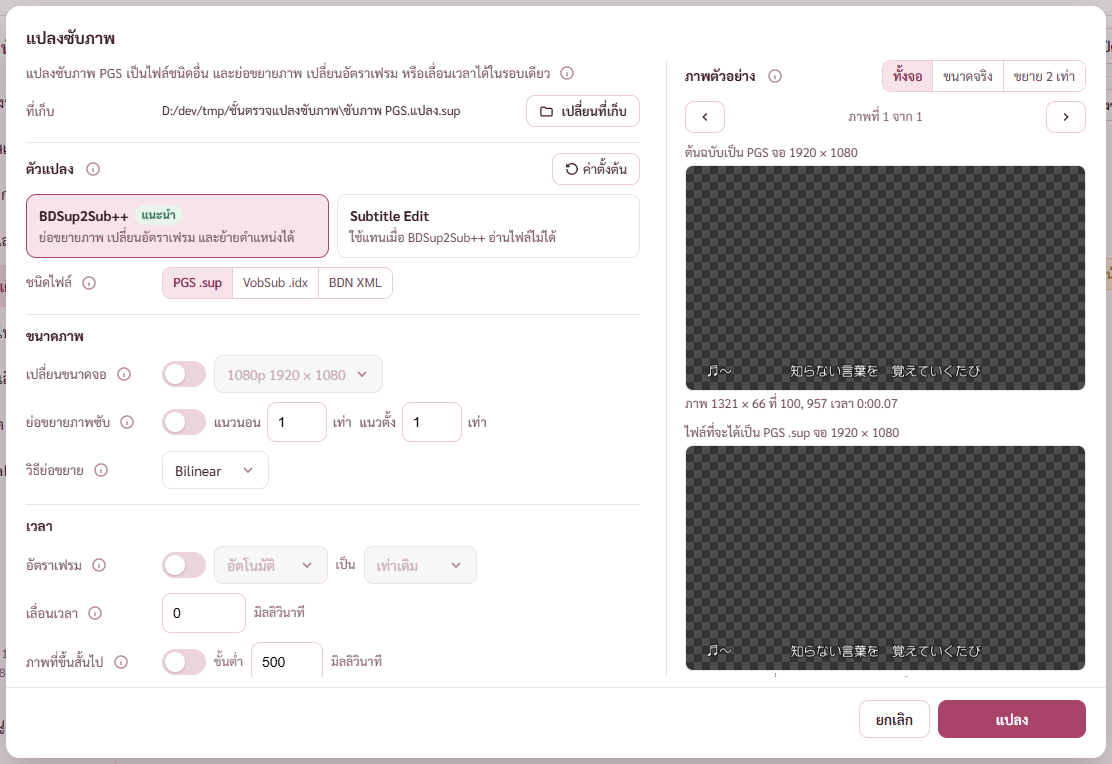 แปลงซับภาพ
แปลงซับภาพ PGS เป็นไฟล์ชนิดอื่น และย่อขยายภาพ เปลี่ยนอัตราเฟรม หรือเลื่อนเวลาได้ในรอบเดียว
ที่เก็บ D:/dev/tmp/ชั้นตรวจแปลงซับภาพ\ซับภาพ PGS.แปลง.sup เปลี่ยนที่เก็บ
ตัวแปลง ค่าตั้งต้น
BDSup2Sub++ แนะนำ
ย่อขยายภาพ เปลี่ยนอัตราเฟรม และย้ายตำแหน่งได้
Subtitle Edit
ใช้แทนเมื่อ BDSup2Sub++ อ่านไฟล์ไม่ได้
ชนิดไฟล์ PGS .sup VobSub .idx BDN XML
ขนาดภาพ
เปลี่ยนขนาดจอ 1080p 1920 × 1080
ย่อขยายภาพซับ แนวนอน 1 เท่า แนวตั้ง 1 เท่า
วิธีย่อขยาย Bilinear
เวลา
อัตราเฟรม อัตโนมัติ เป็น เท่าเดิม
เลื่อนเวลา 0 มิลลิวินาที
ภาพที่ขึ้นสั้นไป ขั้นต่ำ 500 มิลลิวินาที
ภาพตัวอย่าง ทั้งจอ ขนาดจริง ขยาย 2 เท่า
ภาพที่ 1 จาก 1
ต้นฉบับเป็น PGS จอ 1920 × 1080
♫～ 知らない言葉を 覚えていくたび
ภาพ 1321 × 66 ที่ 100, 957 เวลา 0:00.07
ไฟล์ที่จะได้เป็น PGS .sup จอ 1920 × 1080
♫～ 知らない言葉を 覚えていくたび
ยกเลิก แปลง